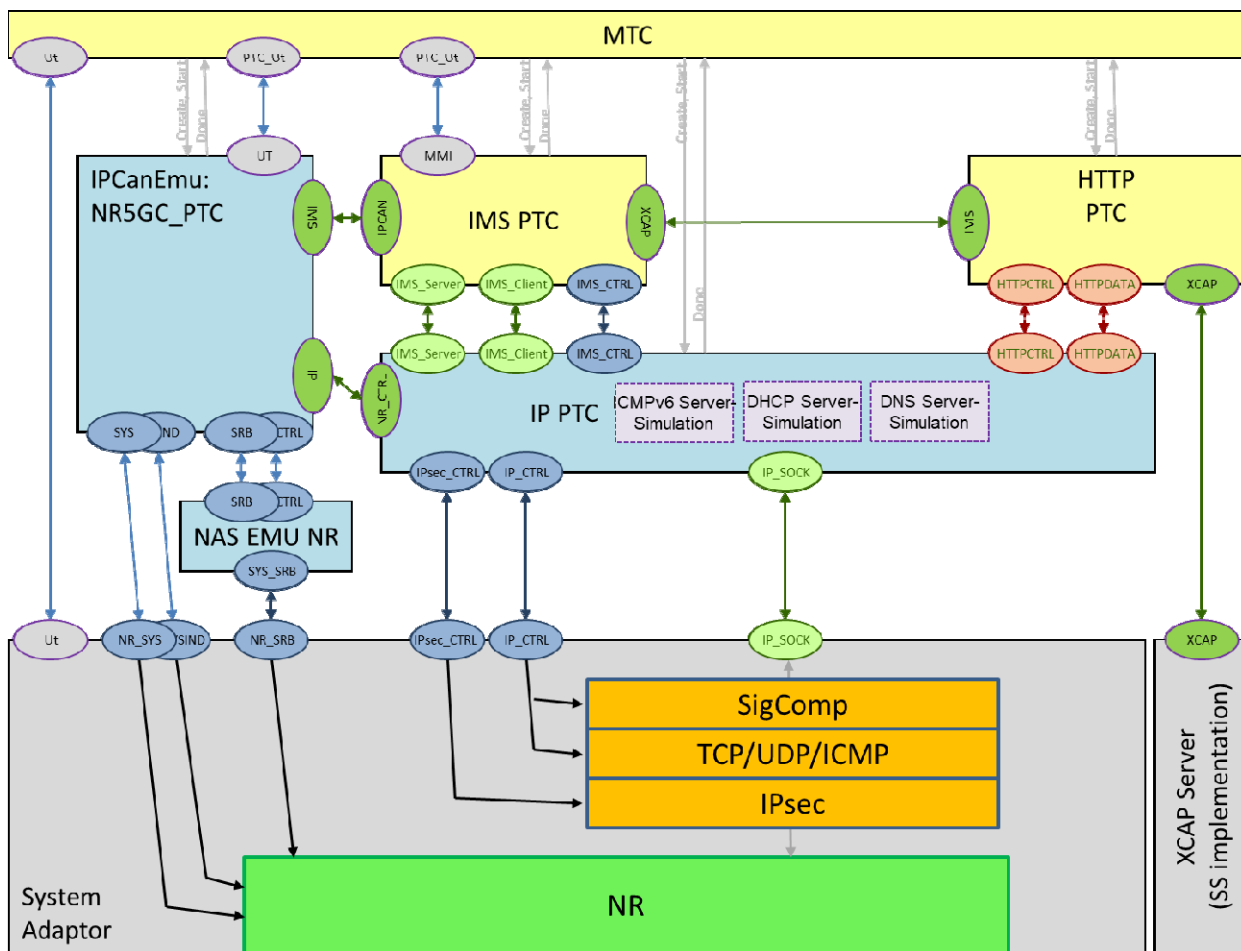 MTC
Ut
PTC_Ut
PTC_Ut
Create, Start
Done
Create, Start
Done
Create, Start
Done
Create, Start
Done
UT
MMI
IPCanEmu:
NR5GC_PTC
IMS
IPCAN
IMS PTC
XCAP
HTTP
PTC
IMS_Server
IMS_Client
IMS_CTRL
HTTPCTRL
HTTPDATA
XCAP
IMS_Server
IMS_Client
IMS_CTRL
HTTPCTRL
HTTPDATA
IP
NR_CTRL
IP PTC
ICMPv6 Server-
Simulation
DHCP Server-
Simulation
DNS Server-
Simulation
SYS
IND
SRB
CTRL
IPsec_CTRL
IP_CTRL
IP_SOCK
SRB
CTRL
NAS EMU NR
SYS_SRB
Ut
NR_SYS
YSIND
NR_SRB
IPsec_CTRL
IP_CTRL
IP_SOCK
XCAP
SigComp
TCP/UDP/ICMP
IPsec
NR
System
Adaptor
XCAP Server
(SS implementation)